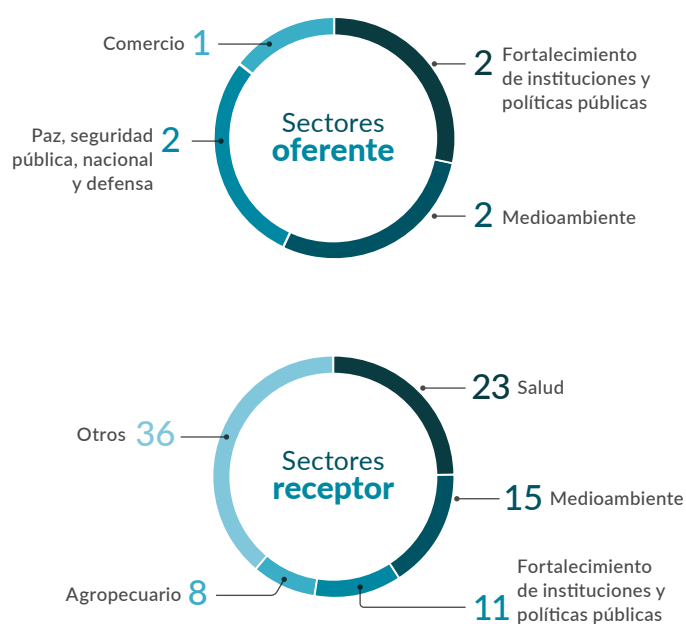 Comercio 1
2 Fortalecimiento
de instituciones y
políticas públicas
Paz, seguridad
pública, nacional
y defensa
2
Sectores
oferente
2 Medioambiente
23 Salud
Otros 36
Sectores
receptor
15 Medioambiente
Agropecuario 8
11 Fortalecimiento
de instituciones y
políticas públicas